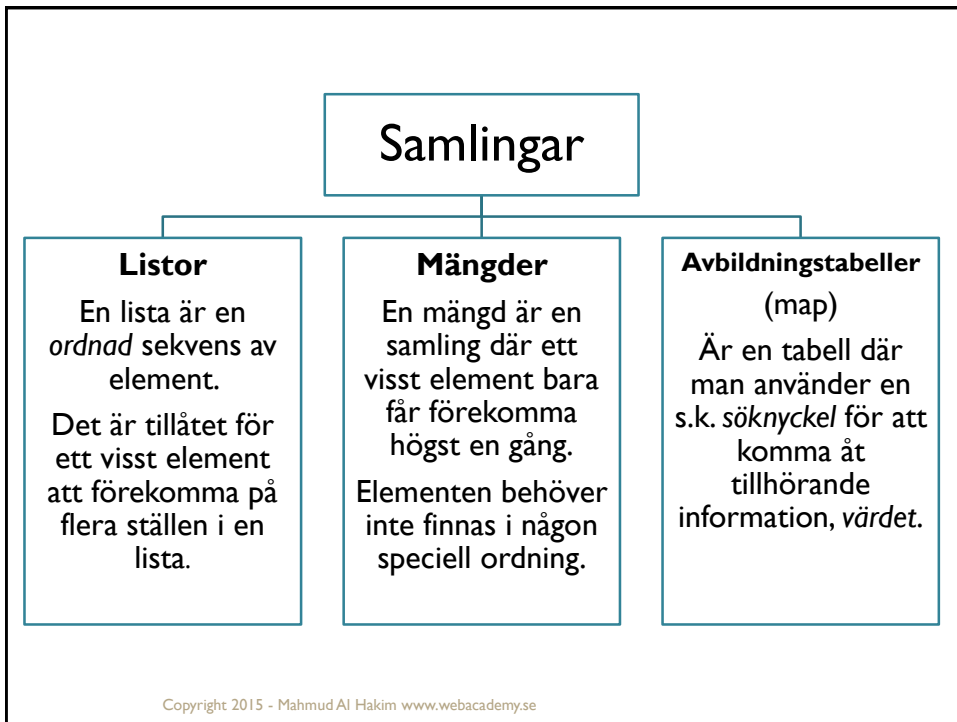 Samlingar
Listor
En lista är en
ordnad sekvens av
element.
Det är tillåtet för
ett visst element
att förekomma på
flera ställen i en
lista.
Mängder
En mängd är en
samling där ett
visst element bara
får förekomma
högst en gång.
Elementen behöver
inte finnas i någon
speciell ordning.
Avbildningstabeller
(map)
Är en tabell där
man använder en
s.k. söknyckel för att
komma åt
tillhörande
information, värdet.
Copyright 2015 - Mahmud Al Hakim www.webacademy.se